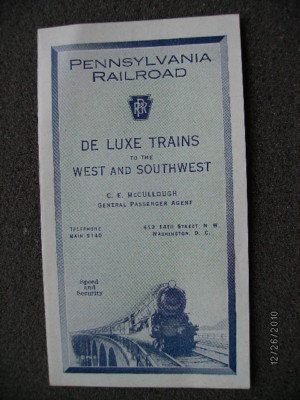 PENNSYLVANIA
RAILROAD
PRR
DE LUXE TRAINS
TO THE
WEST AND SOUTHWEST
C. E. McCULLOUGH
GENERAL PASSENGER AGENT
TELEPHONE
MAIN 9140
613 14TH STREET, N. W.
WASHINGTON, D. C.
Speed
and
Security
12/26/2010